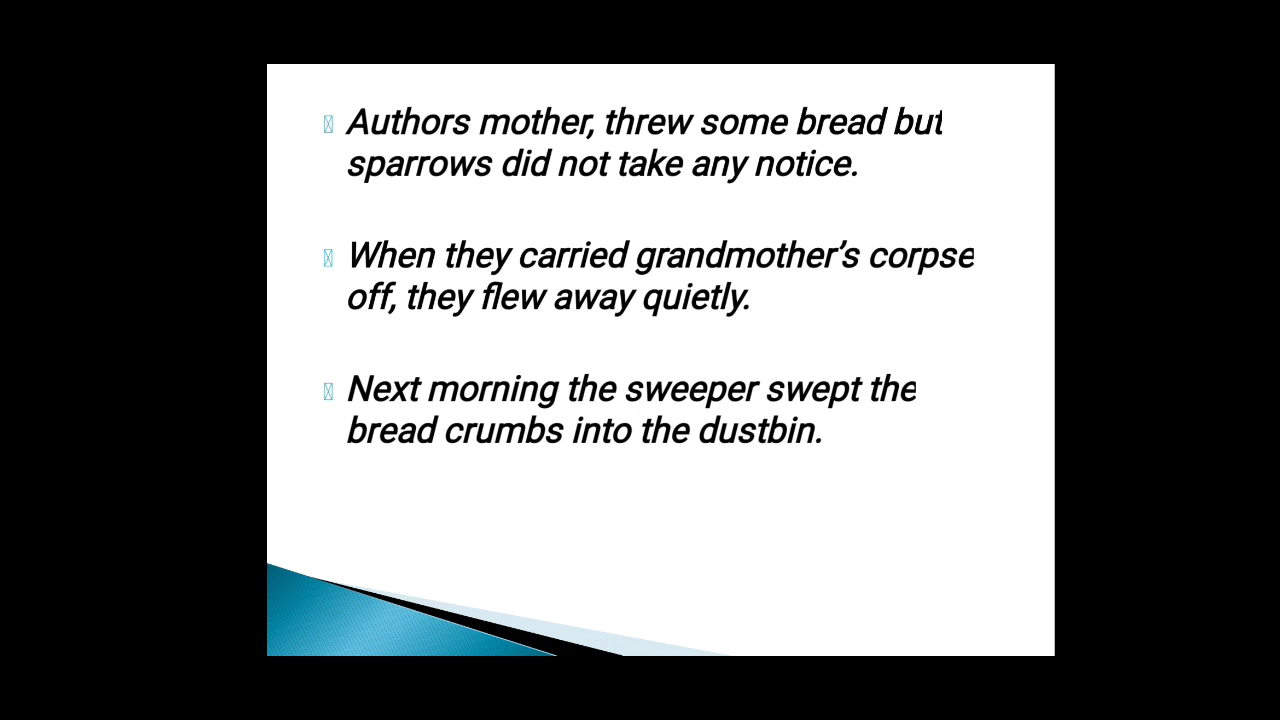 Authors mother, threw some bread but
sparrows did not take any notice.
When they carried grandmother’s corpse
off, they flew away quietly.
Next morning the sweeper swept the
bread crumbs into the dustbin.